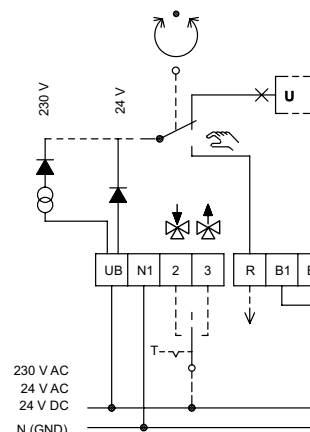 230 V
24 V
U
UB N1 2 3 R B1
T
230 V AC
24 V AC
24 V DC
N (GND)